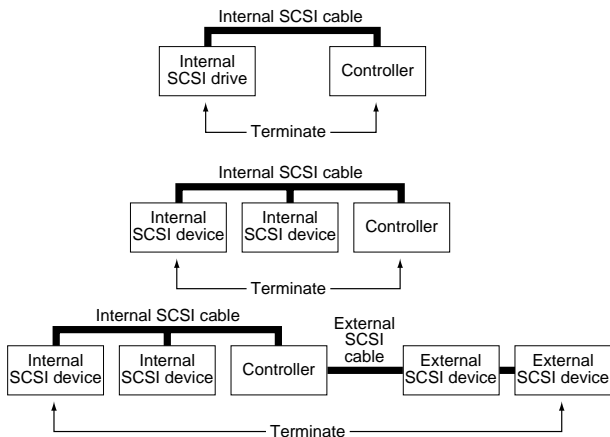 Internal SCSI cable
Internal
SCSI drive
Controller
Terminate
Internal SCSI cable
Internal
SCSI device
Internal
SCSI device
Controller
Terminate
Internal SCSI cable
External
SCSI
cable
Internal
SCSI device
Internal
SCSI device
Controller
External
SCSI device
External
SCSI device
Terminate